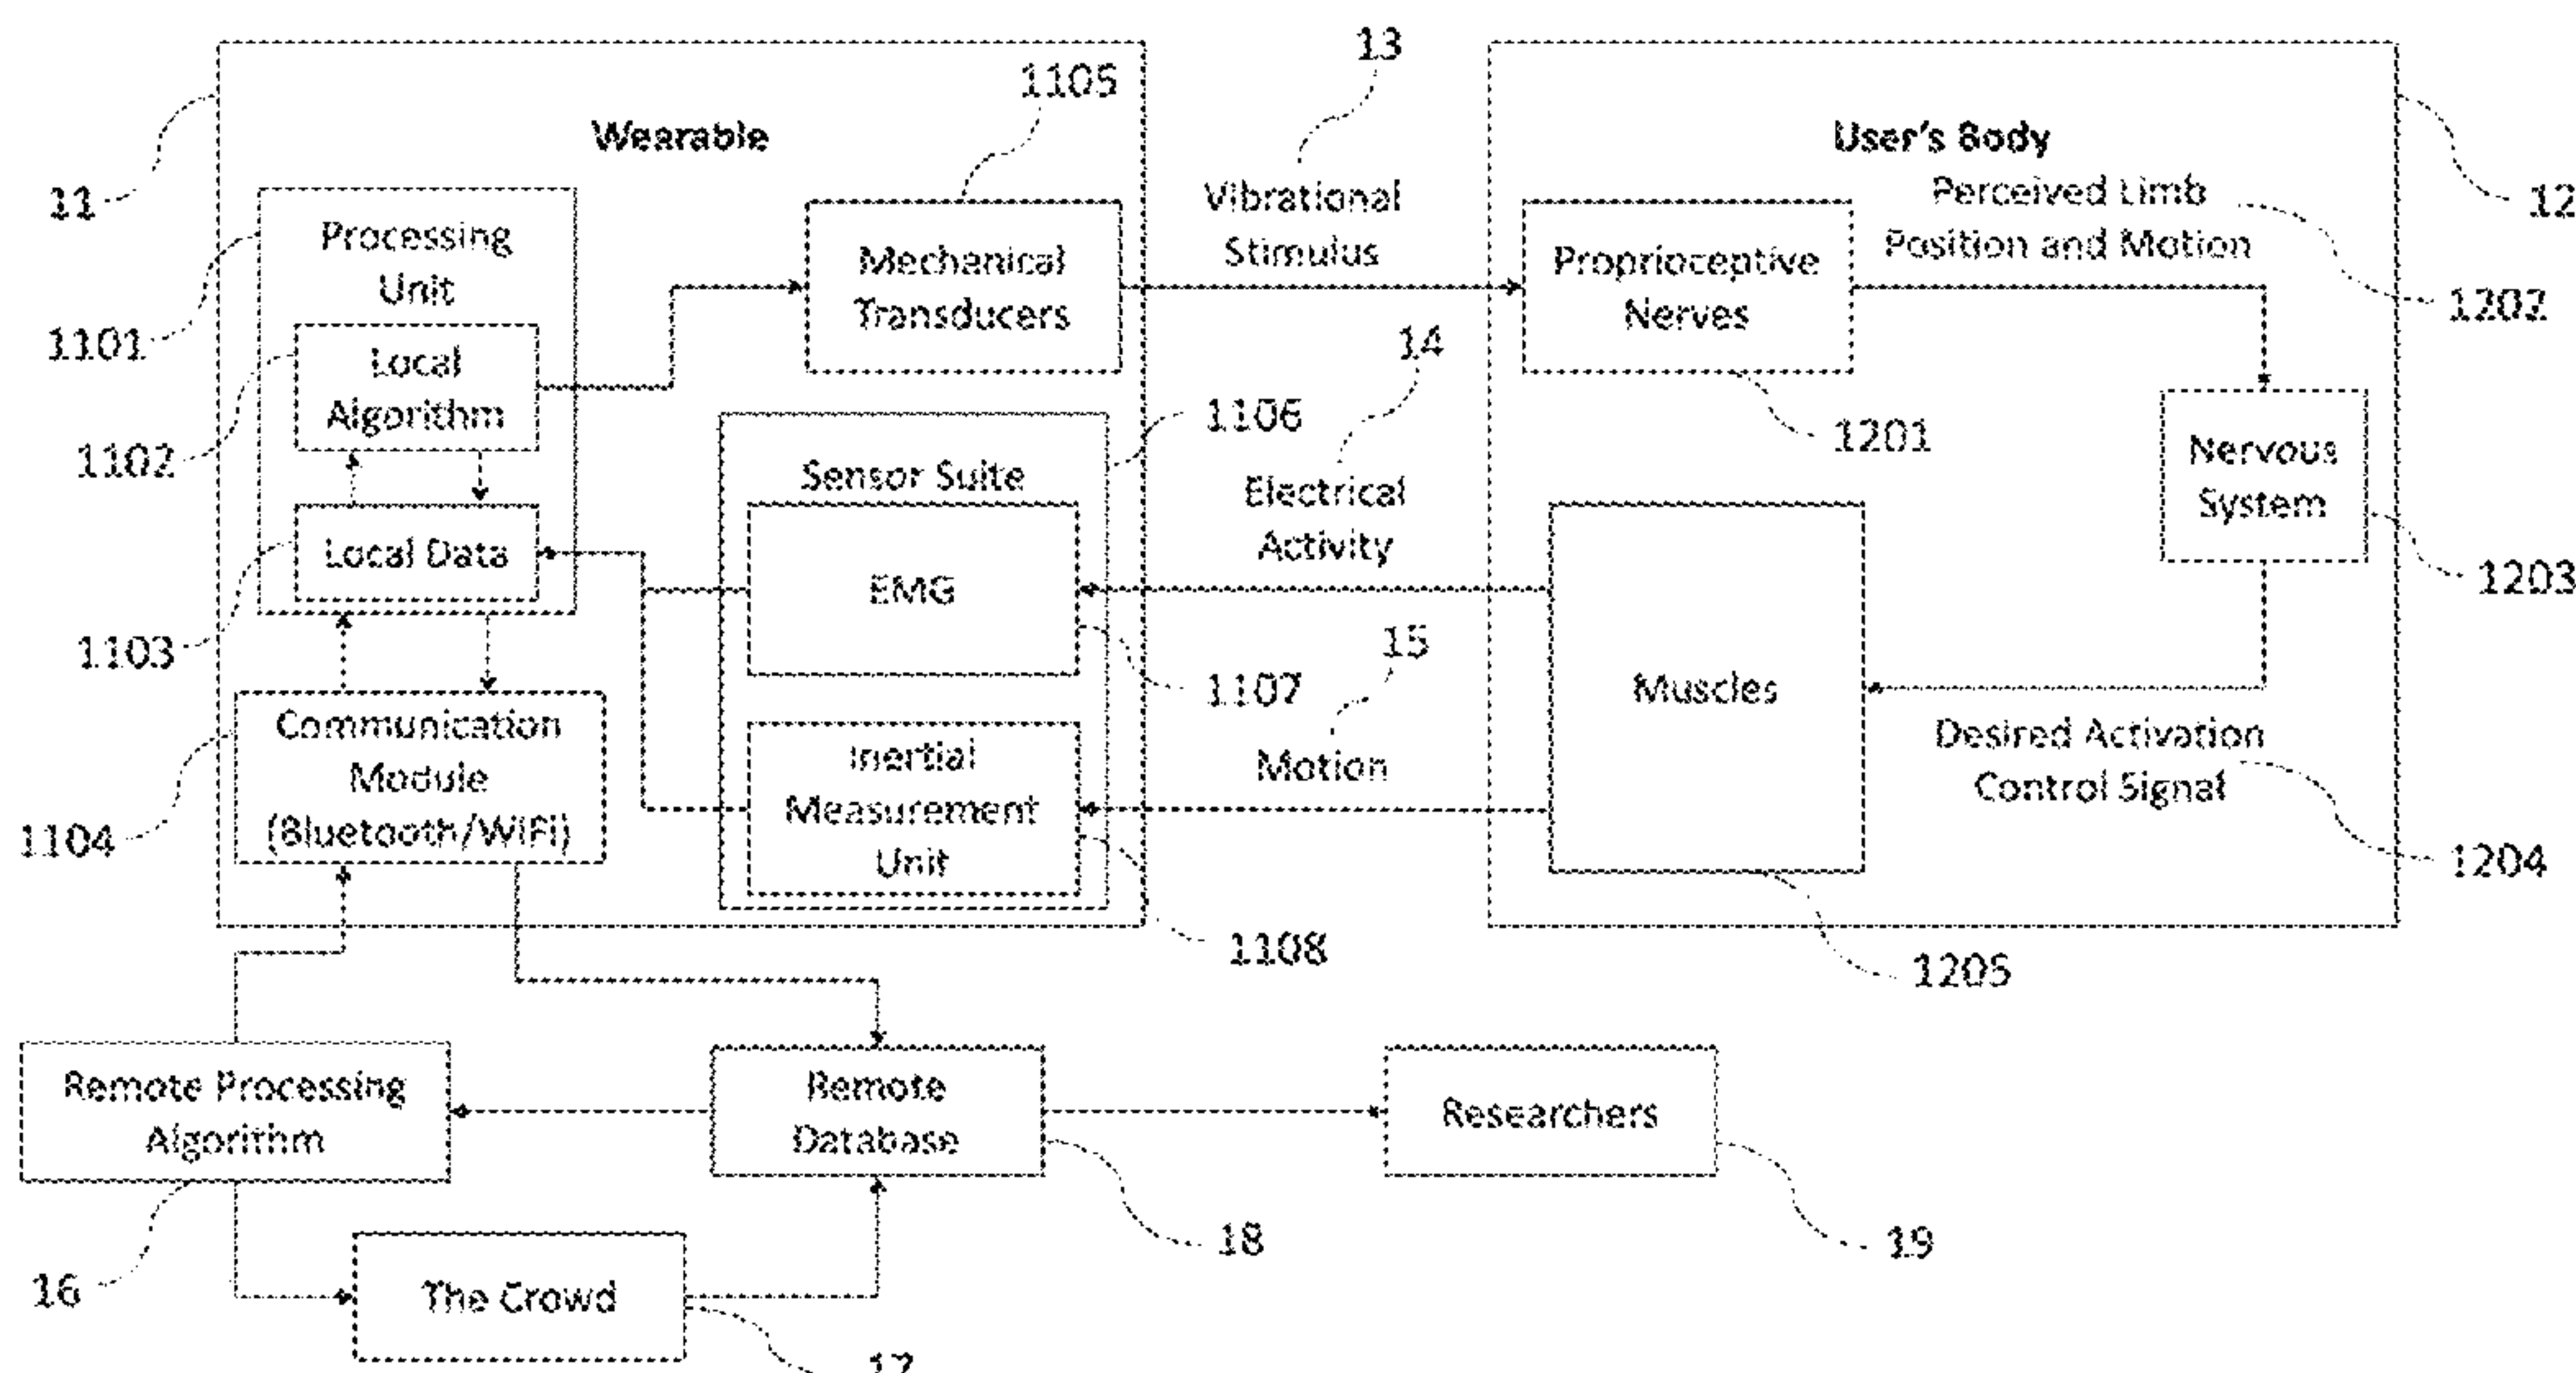 13
1105
Wearable
User's Body
11
Vibrational
Stimulus
Perceived Limb
Position and Motion
12
Processing
Unit
Mechanical
Transducers
Proprioceptive
Nerves
1202
1101
14
Local
Algorithm
1106
1201
1102
Sensor Suite
Electrical
Activity
Nervous
System
Local Data
EMG
1203
1103
15
1107
Muscles
Communication
Module
(Bluetooth/WiFi)
Inertial
Measurement
Unit
Motion
Desired Activation
Control Signal
1104
1204
1108
1205
Remote Processing
Algorithm
Remote
Database
Researchers
18
19
16
The Crowd
17